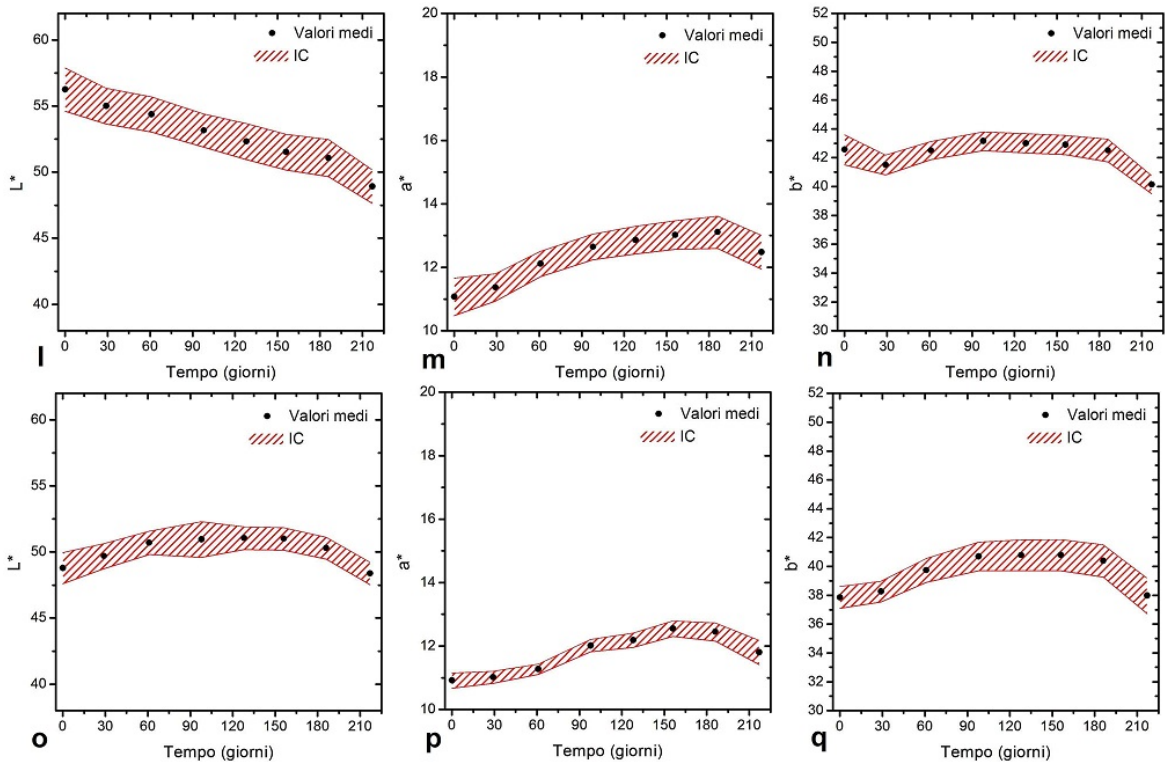 60
55
50
45
40
L*
Valori medi
IC
0 30 60 90 120 150 180 210
Tempo (giorni)
l
20
18
16
14
12
10
a*
Valori medi
IC
0 30 60 90 120 150 180 210
Tempo (giorni)
m
52
50
48
46
44
42
40
38
36
34
32
30
b*
Valori medi
IC
0 30 60 90 120 150 180 210
Tempo (giorni)
n
60
55
50
45
40
L*
Valori medi
IC
0 30 60 90 120 150 180 210
Tempo (giorni)
o
20
18
16
14
12
10
a*
Valori medi
IC
0 30 60 90 120 150 180 210
Tempo (giorni)
p
52
50
48
46
44
42
40
38
36
34
32
30
b*
Valori medi
IC
0 30 60 90 120 150 180 210
Tempo (giorni)
q